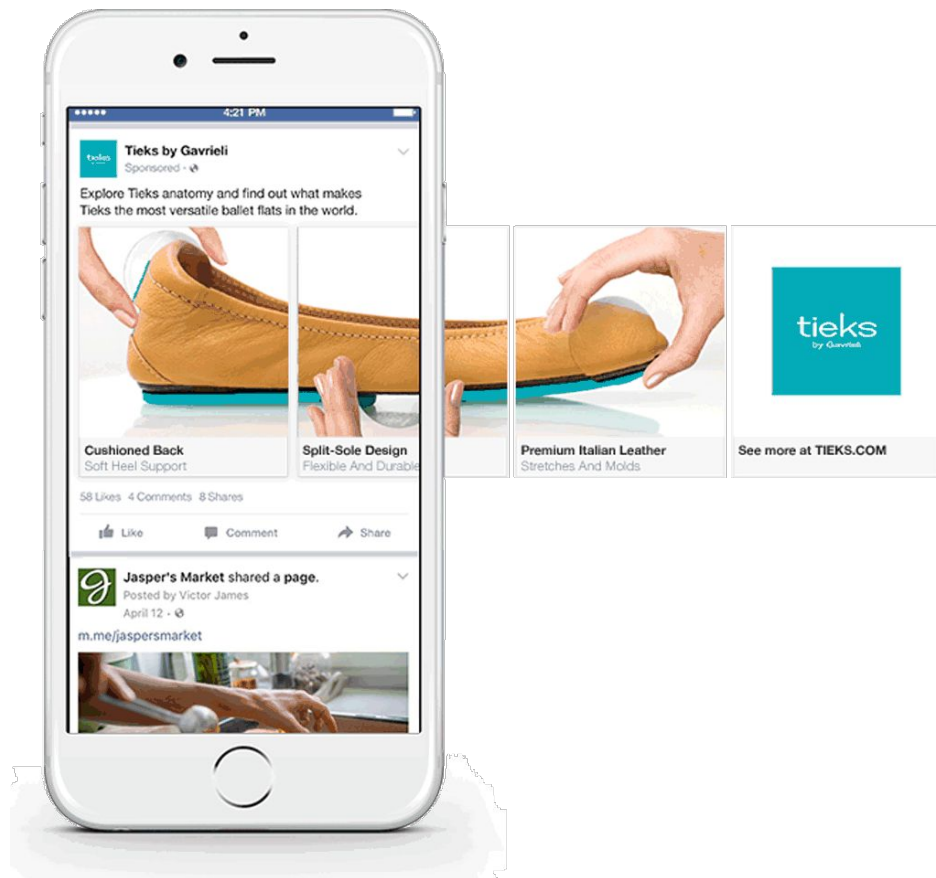 4:21 PM
tieks
Tieks by Gavrieli
Sponsored ·
Explore Tieks anatomy and find out what makes
Tieks the most versatile ballet flats in the world.
tieks
by Gavrieli
Cushioned Back
Soft Heel Support
Split-Sole Design
Flexible And Durable
Premium Italian Leather
Stretches And Molds
See more at TIEKS.COM
58 Likes 4 Comments 8 Shares
Like Comment Share
Jasper's Market shared a page.
Posted by Victor James
April 12 ·
m.me/jaspersmarket